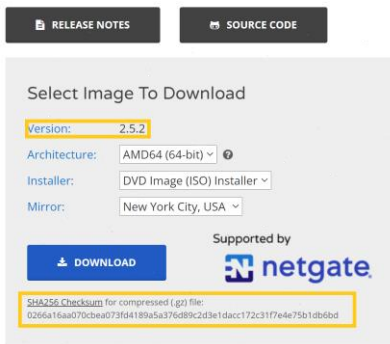 RELEASE NOTES
SOURCE CODE
Select Image To Download
Version: 2.5.2
Architecture: AMD64 (64-bit)
Installer: DVD Image (ISO) Installer
Mirror: New York City, USA
Supported by
DOWNLOAD
N netgate
SHA256 Checksum for compressed (.gz) file:
0266a16aa070cbea073fd4189a5a376d89c2d3e1dacc172c31f7e4e75b1db6bd